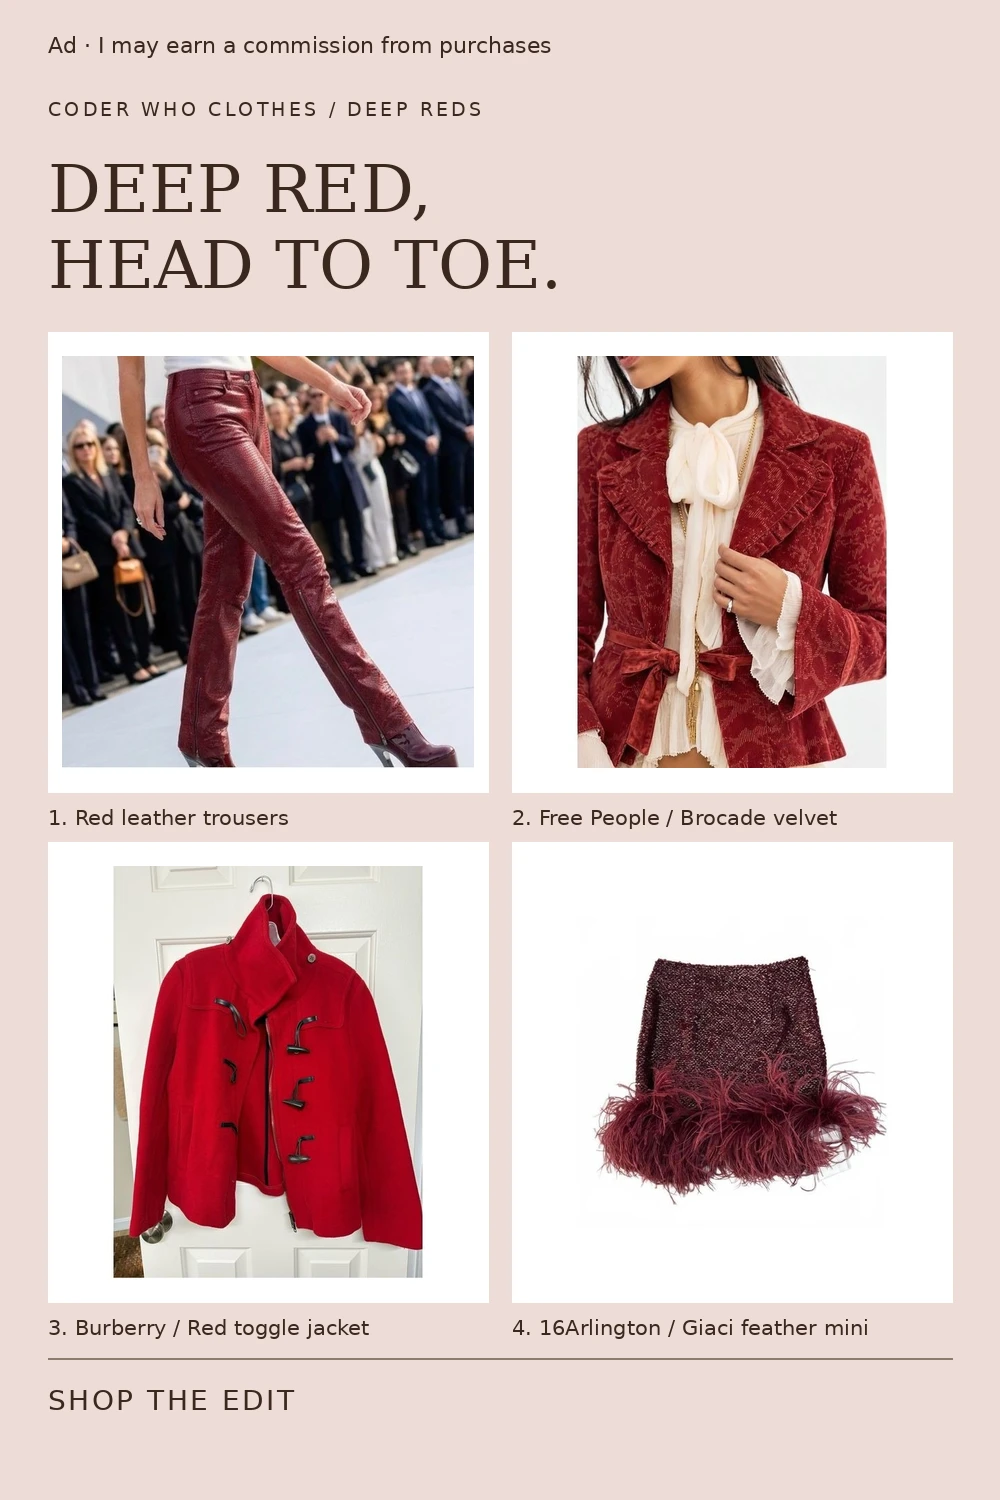 Ad · I may earn a commission from purchases
CODER WHO CLOTHES / DEEP REDS
DEEP RED,
HEAD TO TOE.
1. Red leather trousers
2. Free People / Brocade velvet
3. Burberry / Red toggle jacket
4. 16Arlington / Giaci feather mini
SHOP THE EDIT